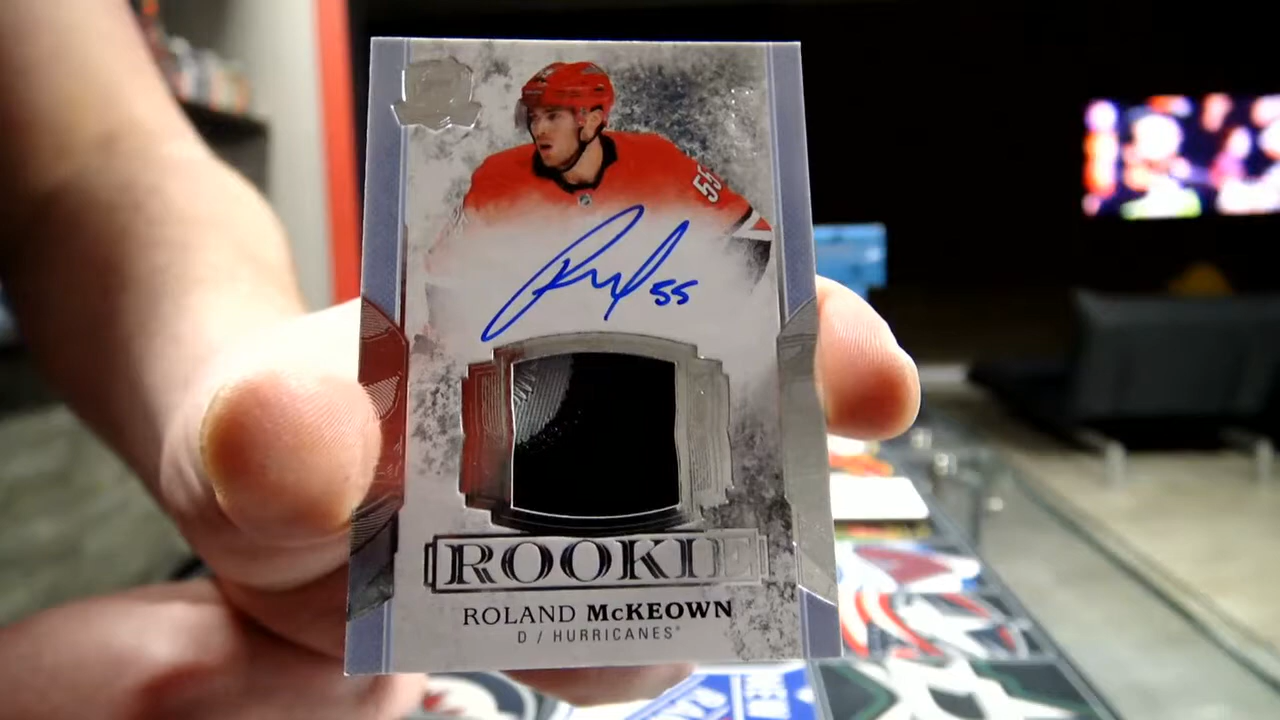 55
55
ROOKIE
ROLAND McKEOWN
D / HURRICANES